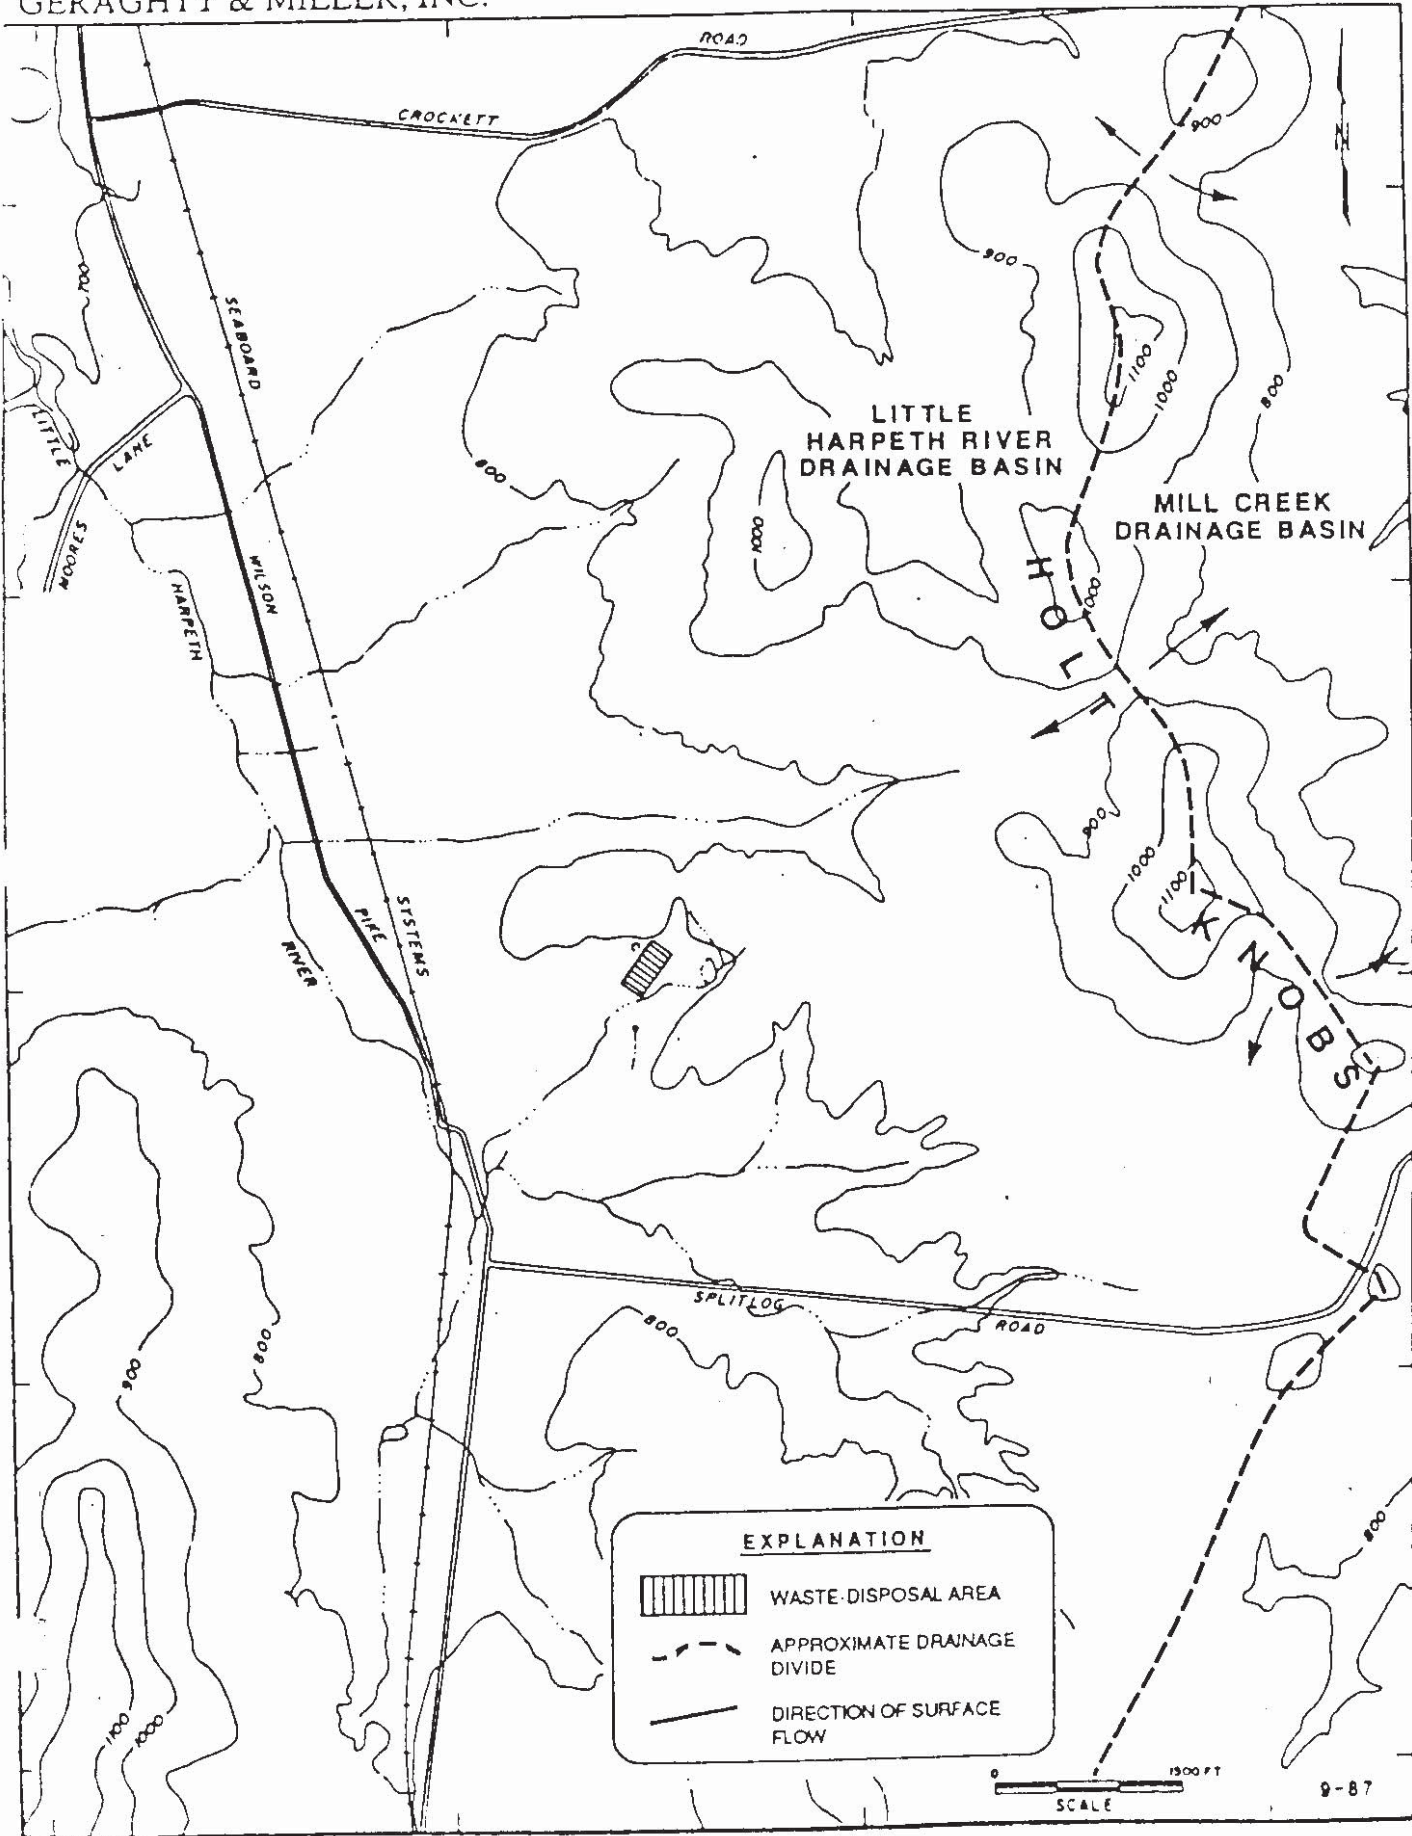 GERAGHTY & MILLER, INC.
ROAD
CROCKETT
N
900
700
SEABOARD
900
1100
1000
800
LITTLE
LANE
MOORES
LITTLE
HARPETH RIVER
DRAINAGE BASIN
800
1000
MILL CREEK
DRAINAGE BASIN
WILSON
HARPETH
HOLT
1000
900
1000
1100
KNOBS
PIKE
SYSTEMS
RIVER
SPLITLOG
ROAD
800
800
900
800
1100
1000
EXPLANATION
WASTE-DISPOSAL AREA
APPROXIMATE DRAINAGE
DIVIDE
DIRECTION OF SURFACE
FLOW
0
1900 FT
SCALE
9-87